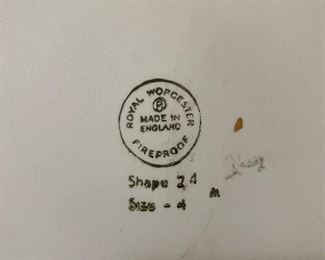 ROYAL WORCESTER
®
MADE IN
ENGLAND
FIREPROOF
Shape 24
Size - 4 M